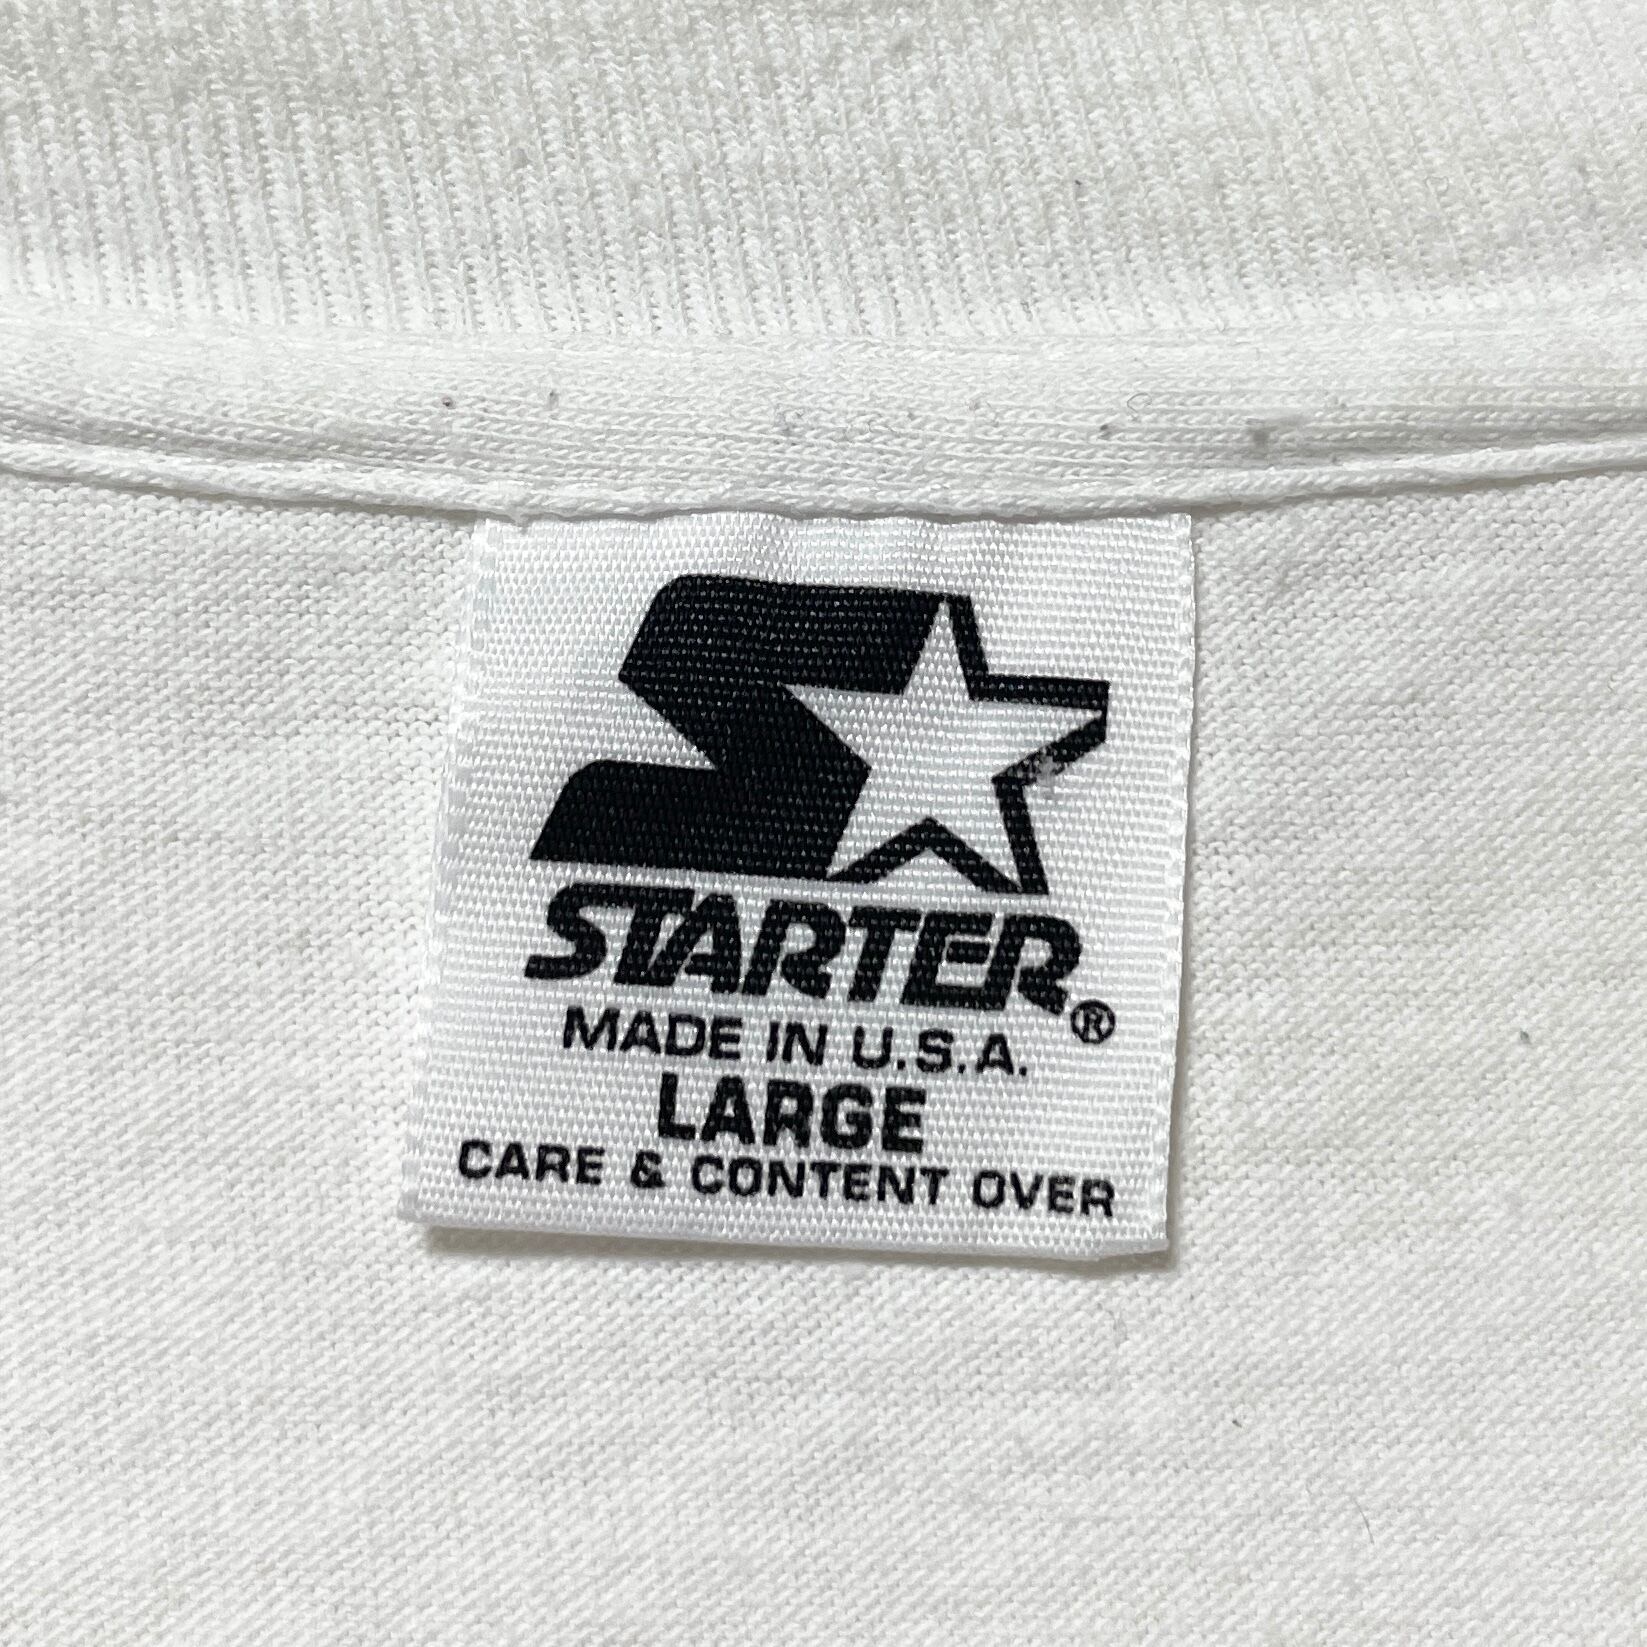 STARTER®
MADE IN U.S.A.
LARGE
CARE & CONTENT OVER